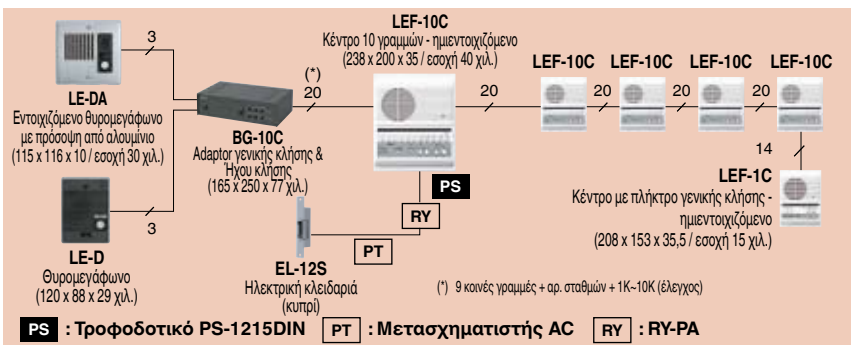 LEF-10C
Κέντρο 10 γραμμών - ημιεντοιχιζόμενο
(238 x 200 x 35 / εσοχή 40 χιλ.)
3
LE-DA
Εντοιχιζόμενο θυρομεγάφωνο
με πρόσοψη από αλουμίνιο
(115 x 116 x 10 / εσοχή 30 χιλ.)
(*)
20
BG-10C
Adaptor γενικής κλήσης &
Ήχου κλήσης
(165 x 250 x 77 χιλ.)
3
LE-D
Θυρομεγάφωνο
(120 x 88 x 29 χιλ.)
20
LEF-10C
20
LEF-10C
20
LEF-10C
20
LEF-10C
14
LEF-1C
Κέντρο με πλήκτρο γενικής κλήσης -
ημιεντοιχιζόμενο
(208 x 153 x 35,5 / εσοχή 15 χιλ.)
PS
RY
PT
EL-12S
Ηλεκτρική κλειδαριά
(κυπρί)
(*) 9 κοινές γραμμές + αρ. σταθμών + 1K~10K (έλεγχος)
PS : Τροφοδοτικό PS-1215DIN PT : Μετασχηματιστής AC RY : RY-PA